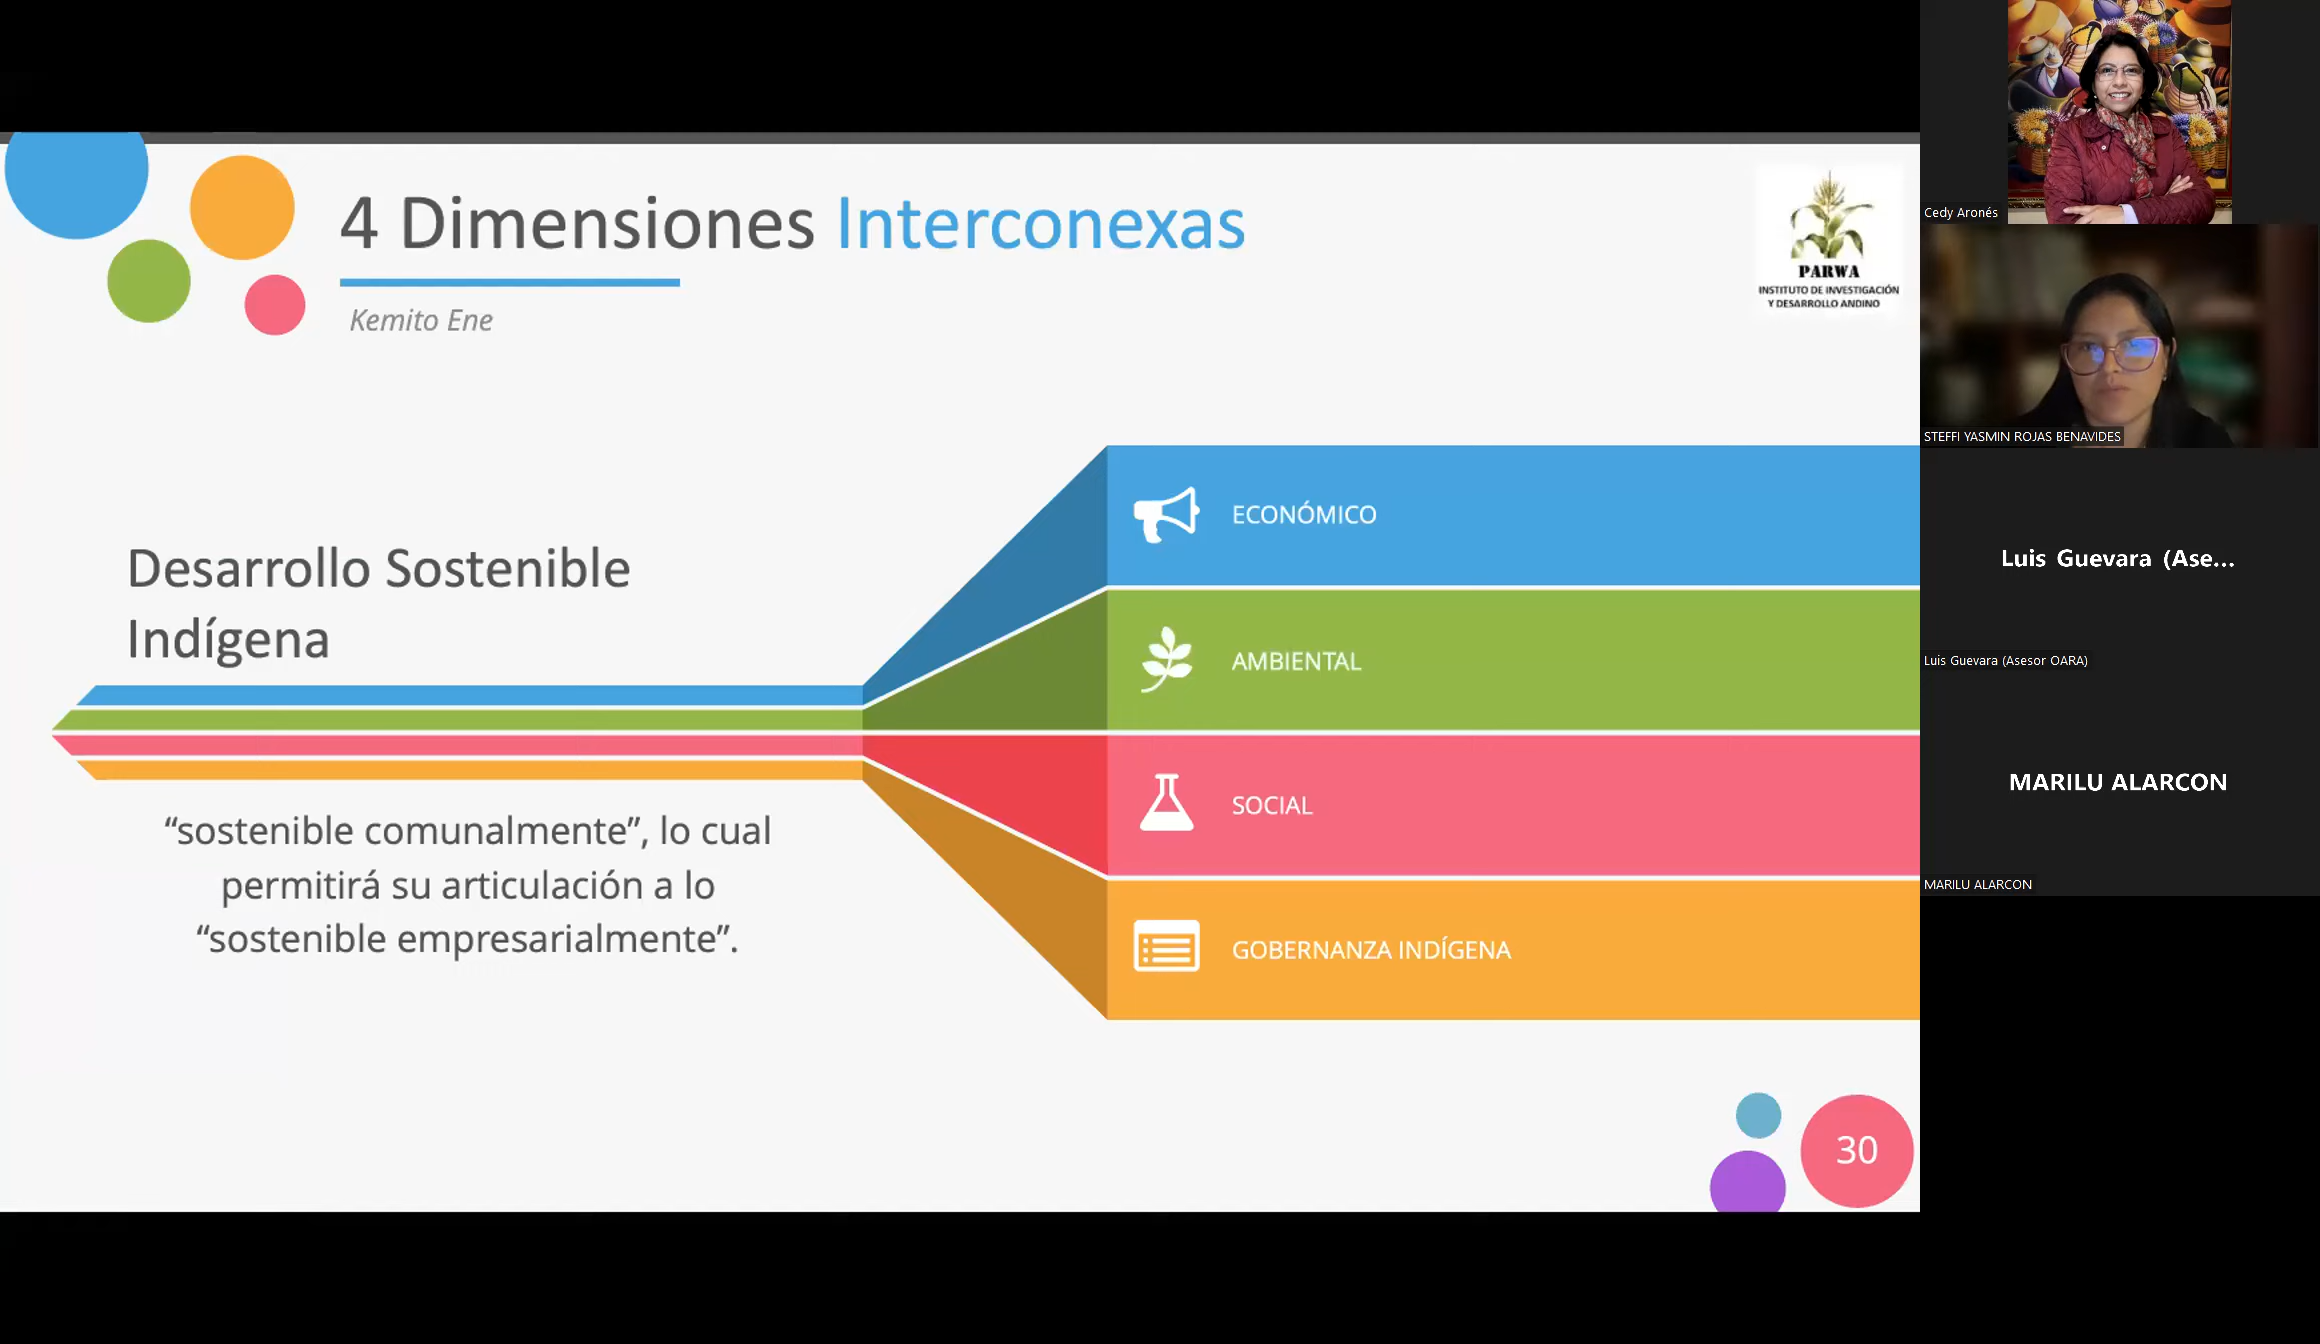 4 Dimensiones Interconexas
Kemito Ene
PARWA
INSTITUTO DE INVESTIGACIÓN
Y DESARROLLO ANDINO
Desarrollo Sostenible
Indígena
“sostenible comunalmente”, lo cual
permitirá su articulación a lo
“sostenible empresarialmente”.
ECONÓMICO
AMBIENTAL
SOCIAL
GOBERNANZA INDÍGENA
30
Cedy Aronés
STEFFI YASMIN ROJAS BENAVIDES
Luis Guevara (Ase...
Luis Guevara (Asesor OARA)
MARILU ALARCON
MARILU ALARCON